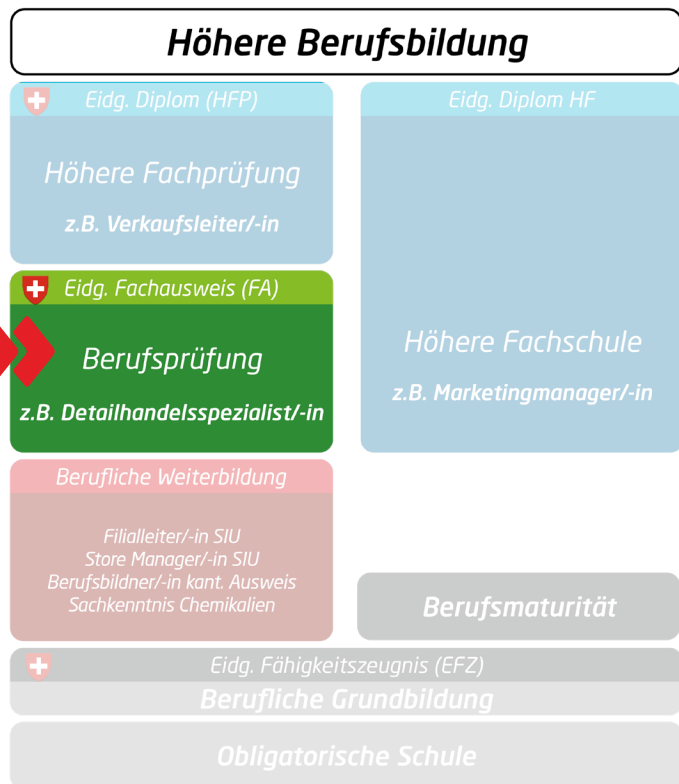 Höhere Berufsbildung
Eidg. Diplom (HFP)
Höhere Fachprüfung
z.B. Verkaufsleiter/-in
Eidg. Diplom HF
Höhere Fachschule
z.B. Marketingmanager/-in
Eidg. Fachausweis (FA)
Berufsprüfung
z.B. Detailhandelsspezialist/-in
Berufliche Weiterbildung
Filialleiter/-in SIU
Store Manager/-in SIU
Berufsbildner/-in kant. Ausweis
Sachkenntnis Chemikalien
Berufsmaturität
Eidg. Fähigkeitszeugnis (EFZ)
Berufliche Grundbildung
Obligatorische Schule